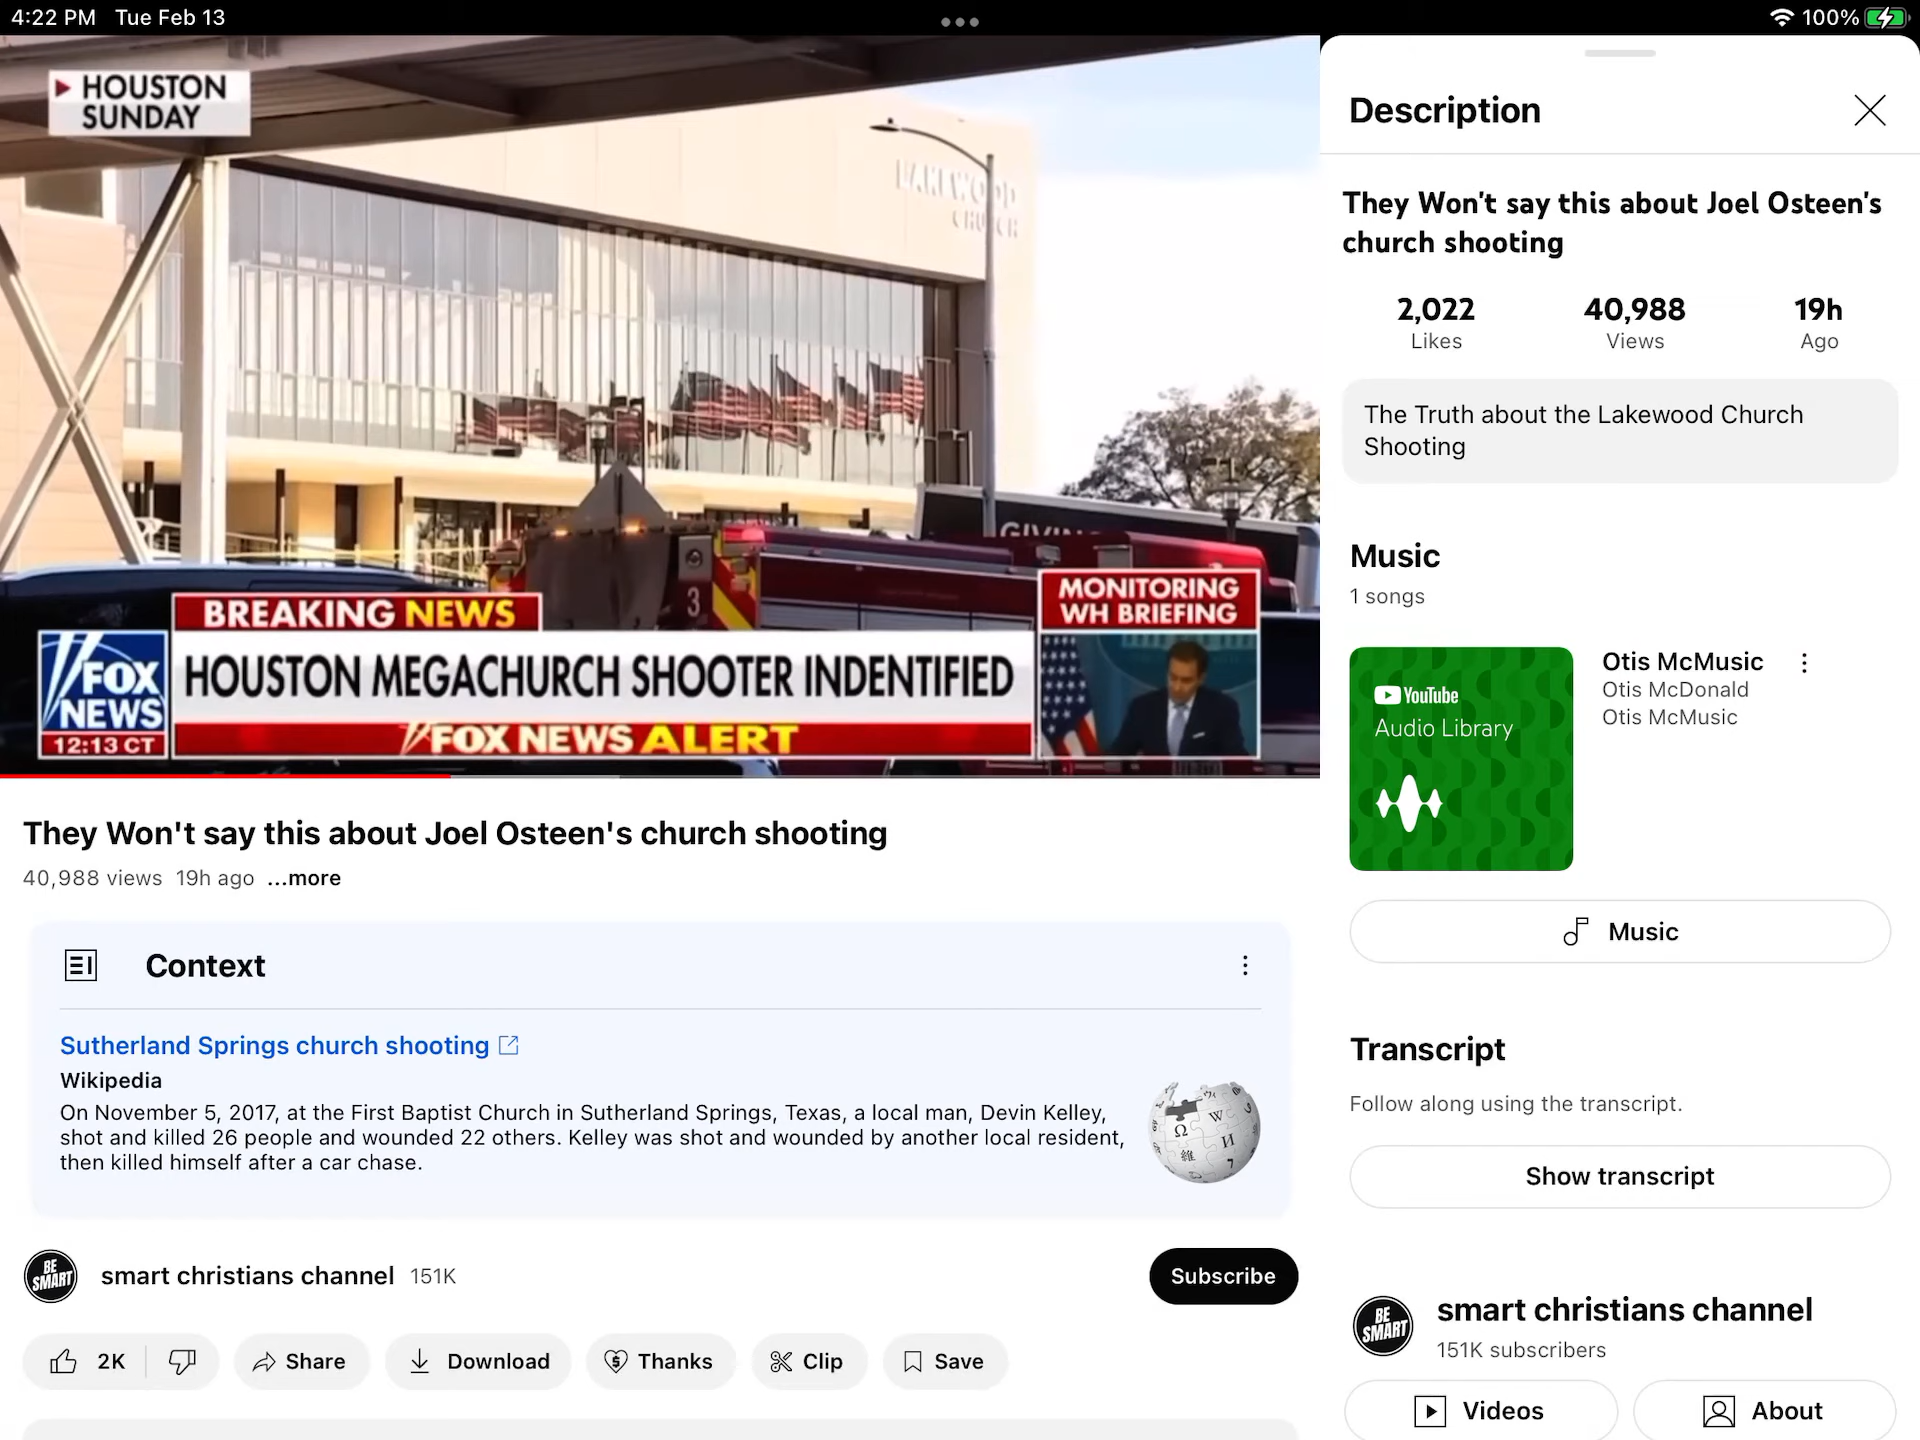 4:22 PM Tue Feb 13
100%
HOUSTON
SUNDAY
LAKEWOOD
CHURCH
GIVIN
3
BREAKING NEWS
MONITORING
WH BRIEFING
FOX
NEWS
12:13 CT
HOUSTON MEGACHURCH SHOOTER INDENTIFIED
FOX NEWS ALERT
They Won't say this about Joel Osteen's church shooting
40,988 views 19h ago ...more
Context
Sutherland Springs church shooting
Wikipedia
On November 5, 2017, at the First Baptist Church in Sutherland Springs, Texas, a local man, Devin Kelley,
shot and killed 26 people and wounded 22 others. Kelley was shot and wounded by another local resident,
then killed himself after a car chase.
BE
SMART
smart christians channel 151K
Subscribe
2K
Share
Download
Thanks
Clip
Save
Description
They Won't say this about Joel Osteen's
church shooting
2,022 40,988 19h
Likes Views Ago
The Truth about the Lakewood Church
Shooting
Music
1 songs
YouTube
Audio Library
Otis McMusic
Otis McDonald
Otis McMusic
Music
Transcript
Follow along using the transcript.
Show transcript
BE
SMART
smart christians channel
151K subscribers
Videos
About